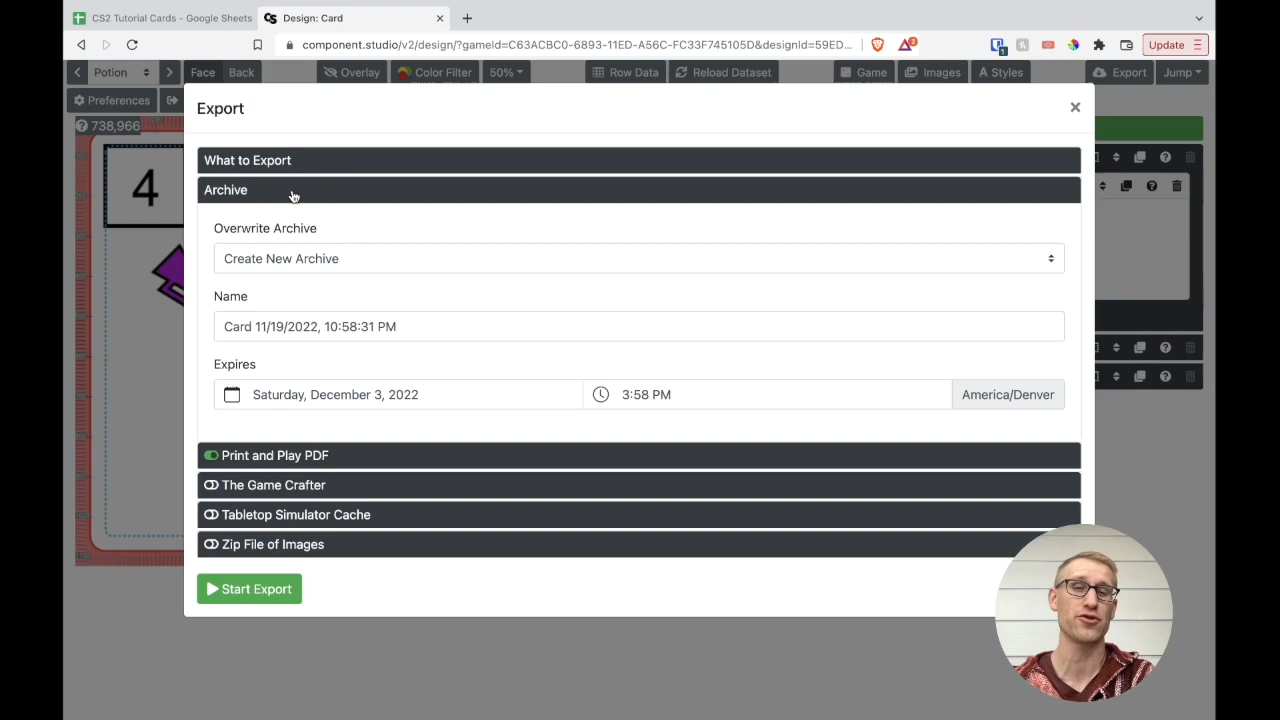 CS2 Tutorial Cards - Google Sheets
Design: Card
component.studio/v2/design/?gameId=C63ACBC0-6893-11ED-A56C-FC33F745105D&designId=59ED...
2
1
Update
Potion
Face
Back
Overlay
Color Filter
50%
Row Data
Reload Dataset
Game
Images
Styles
Export
Jump
Preferences
738,966
4
Export
What to Export
Archive
Overwrite Archive
Create New Archive
Name
Card 11/19/2022, 10:58:31 PM
Expires
Saturday, December 3, 2022
3:58 PM
America/Denver
Print and Play PDF
The Game Crafter
Tabletop Simulator Cache
Zip File of Images
Start Export